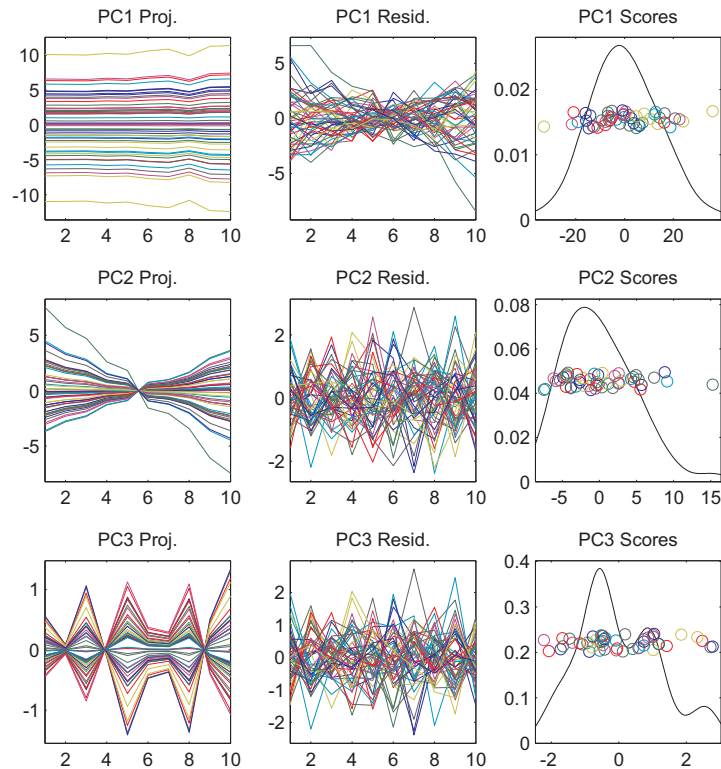 PC1 Proj.
PC1 Resid.
PC1 Scores
10
5
0
-5
-10
2 4 6 8 10
5
0
-5
2 4 6 8 10
0.02
0.01
0
-20 0 20
PC2 Proj.
PC2 Resid.
PC2 Scores
5
0
-5
2 4 6 8 10
2
0
-2
2 4 6 8 10
0.08
0.06
0.04
0.02
0
-5 0 5 10 15
PC3 Proj.
PC3 Resid.
PC3 Scores
1
0
-1
2 4 6 8 10
2
1
0
-1
-2
2 4 6 8 10
0.4
0.3
0.2
0.1
0
-2 0 2